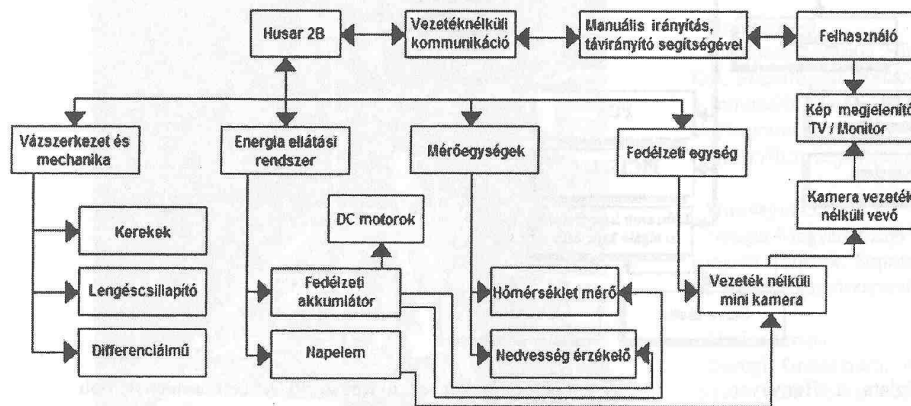 Husar 2B
Vezetéknélküli
kommunikáció
Manuális irányítás,
távirányító segítségével
Felhasználó
Vázszerkezet és
mechanika
Energia ellátási
rendszer
Mérőegységek
Fedélzeti egység
Kép megjelenítő
TV / Monitor
Kerekek
DC motorok
Kamera vezeték
nélküli vevő
Lengéscsillapító
Fedélzeti
akkumlátor
Hőmérséklet mérő
Vezeték nélküli
mini kamera
Differenciálmű
Napelem
Nedvesség érzékelő